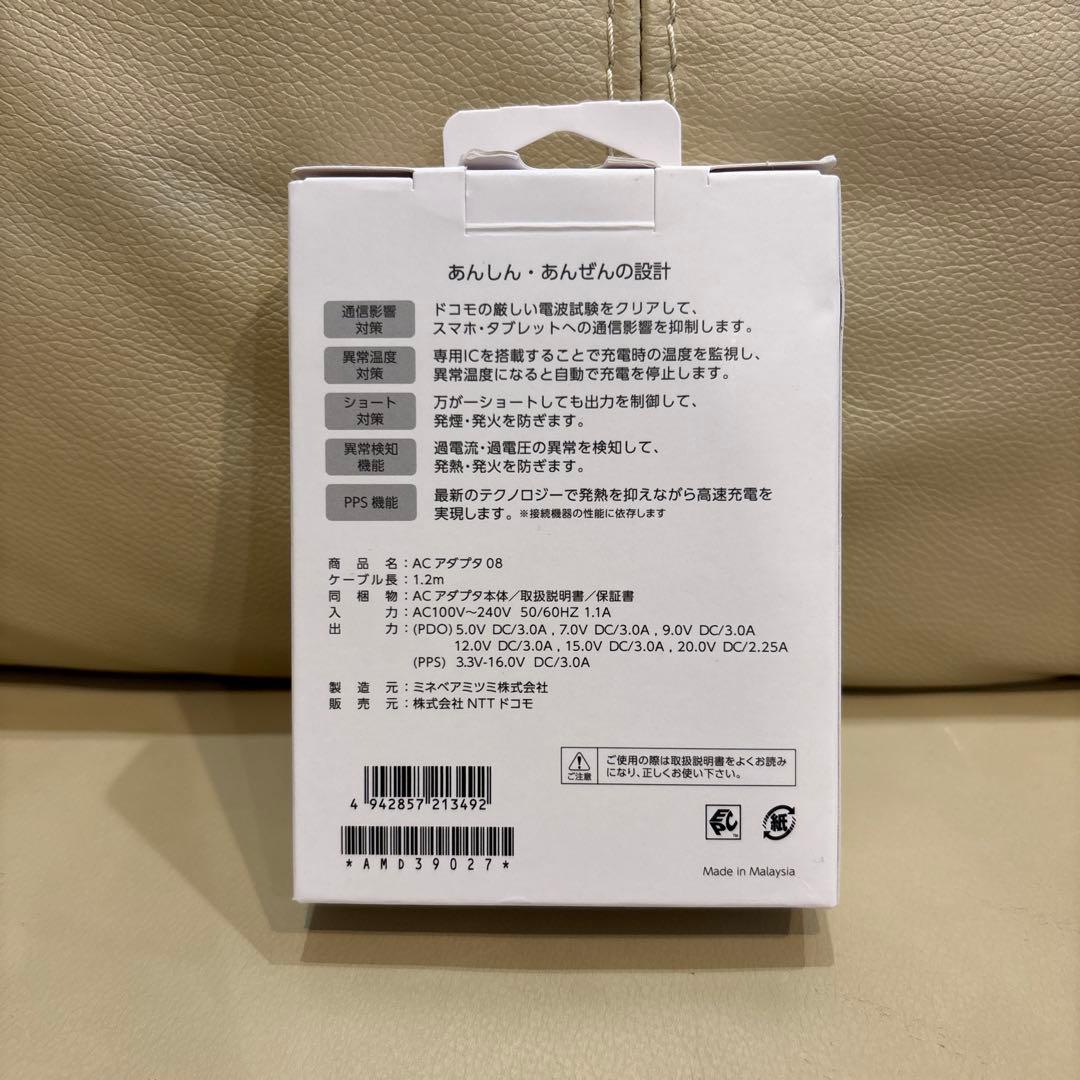 あんしん・あんぜんの設計
通信影響
対策
ドコモの厳しい電波試験をクリアして、
スマホ・タブレットへの通信影響を抑制します。
異常温度
対策
専用ICを搭載することで充電時の温度を監視し、
異常温度になると自動で充電を停止します。
ショート
対策
万が一ショートしても出力を制御して、
発煙・発火を防ぎます。
異常検知
機能
過電流・過電圧の異常を検知して、
発熱・発火を防ぎます。
PPS 機能
最新のテクノロジーで発熱を抑えながら高速充電を
実現します。※接続機器の性能に依存します
商品名：AC アダプタ 08
ケーブル長：1.2m
同梱物：AC アダプタ本体／取扱説明書／保証書
入力：AC100V〜240V 50/60HZ 1.1A
出力：(PDO) 5.0V DC/3.0A , 7.0V DC/3.0A , 9.0V DC/3.0A
12.0V DC/3.0A , 15.0V DC/3.0A , 20.0V DC/2.25A
(PPS) 3.3V-16.0V DC/3.0A
製造元：ミネベアミツミ株式会社
販売元：株式会社 NTT ドコモ
ご注意
ご使用の際は取扱説明書をよくお読み
になり、正しくお使い下さい。
4 942857 213492
*AMD39027*
紙
Made in Malaysia